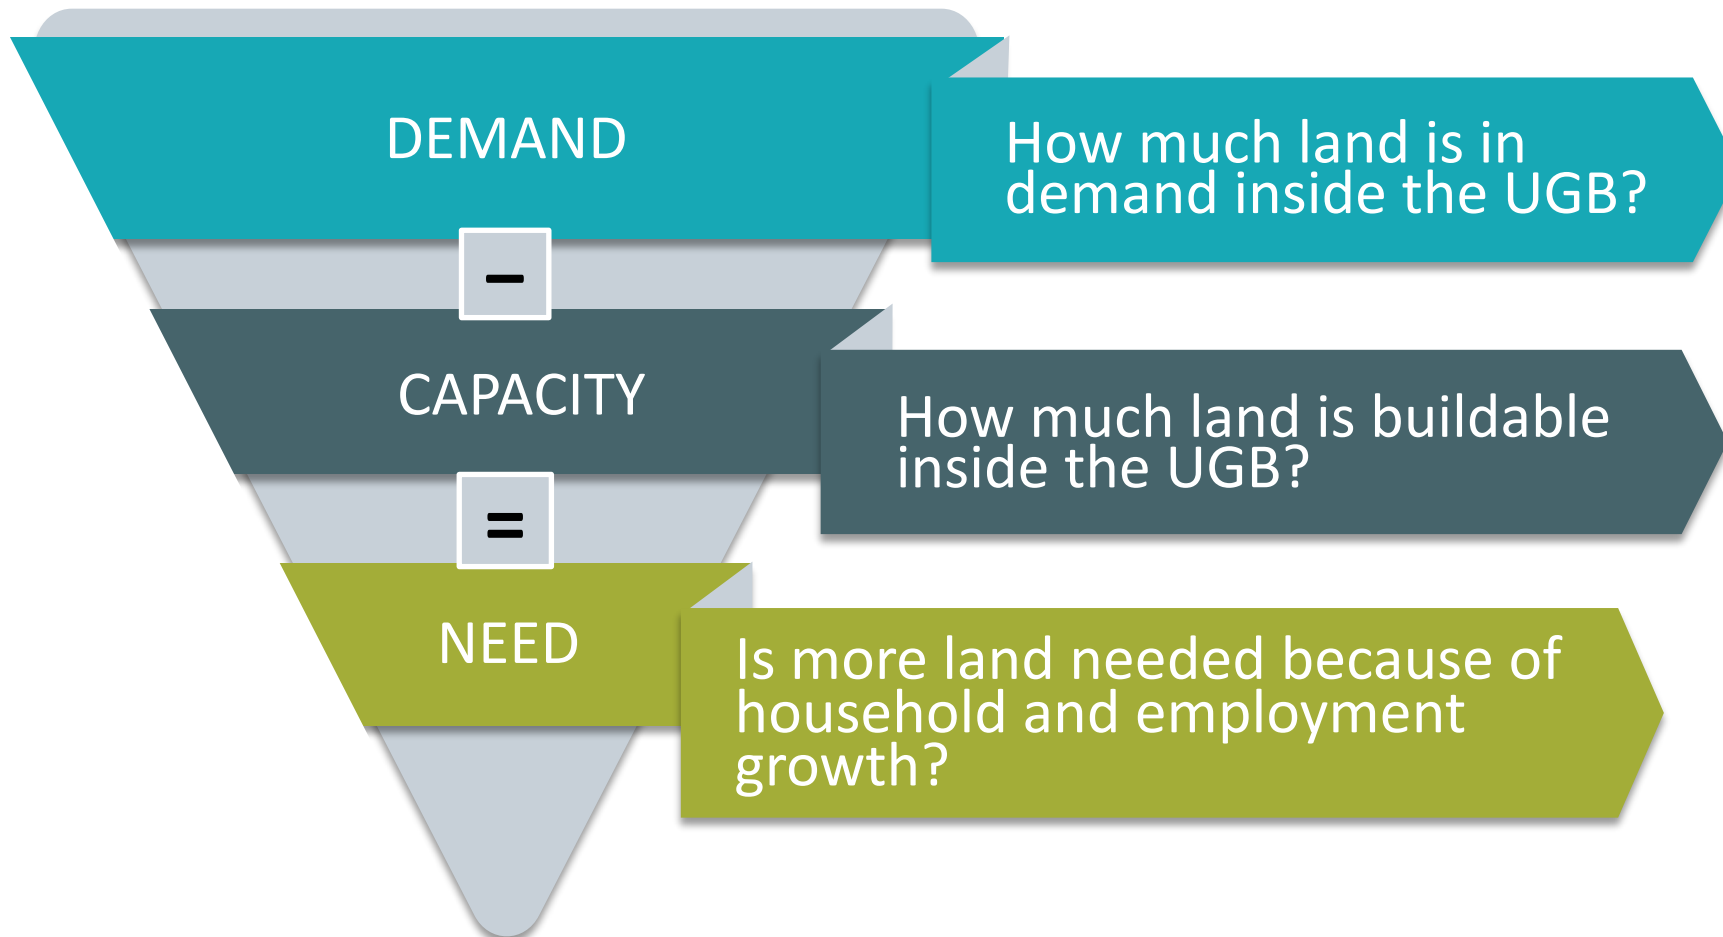 DEMAND
How much land is in
demand inside the UGB?
–
CAPACITY
How much land is buildable
inside the UGB?
=
NEED
Is more land needed because of
household and employment
growth?